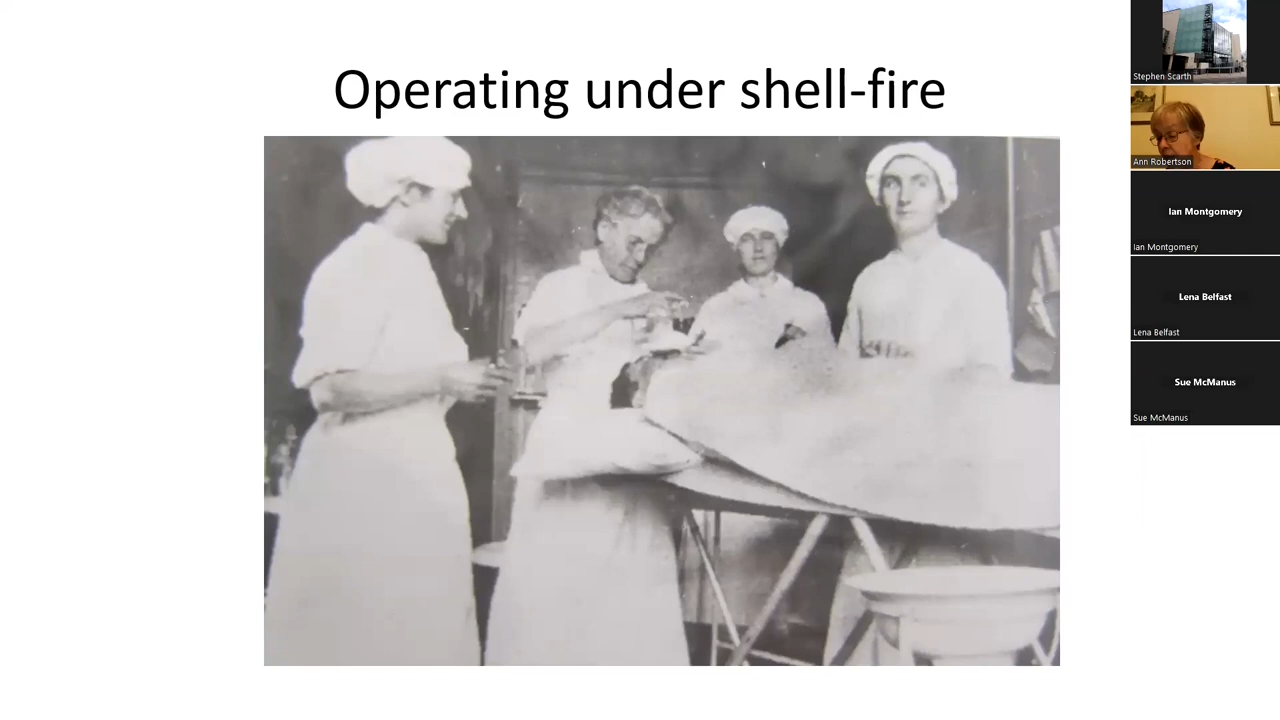 Operating under shell-fire
Stephen Scarth
Ann Robertson
Ian Montgomery
Ian Montgomery
Lena Belfast
Lena Belfast
Sue McManus
Sue McManus